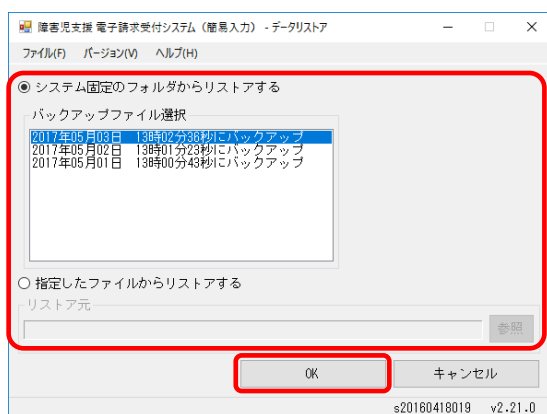 障害児支援 電子請求受付システム（簡易入力） - データリストア
ファイル(F) バージョン(V) ヘルプ(H)
システム固定のフォルダからリストアする
バックアップファイル選択
2017年05月03日 13時02分36秒にバックアップ
2017年05月02日 13時01分23秒にバックアップ
2017年05月01日 13時00分43秒にバックアップ
指定したファイルからリストアする
リストア元
参照
OK キャンセル
s20160418019 v2.21.0